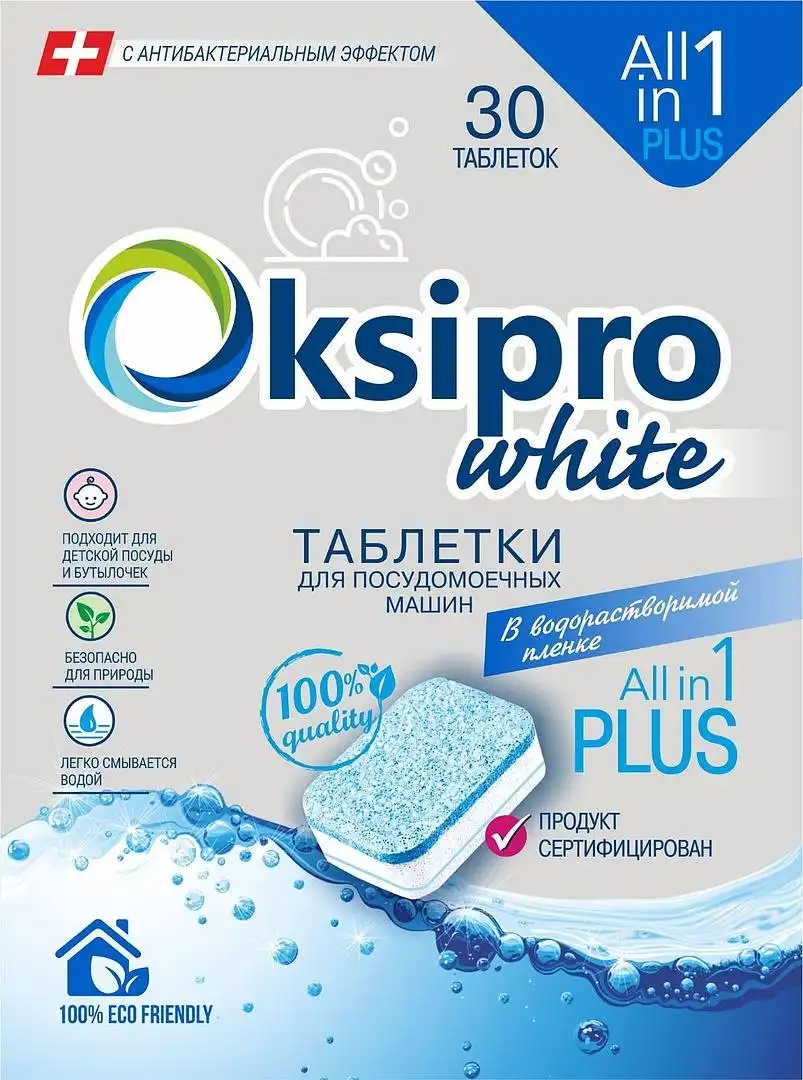 С АНТИБАКТЕРИАЛЬНЫМ ЭФФЕКТОМ
All
in 1
PLUS
30
ТАБЛЕТОК
Oksipro
white
ПОДХОДИТ ДЛЯ
ДЕТСКОЙ ПОСУДЫ
И БУТЫЛОЧЕК
БЕЗОПАСНО
ДЛЯ ПРИРОДЫ
ЛЕГКО СМЫВАЕТСЯ
ВОДОЙ
ТАБЛЕТКИ
ДЛЯ ПОСУДОМОЕЧНЫХ
МАШИН
В водорастворимой
пленке
100%
quality
All in 1
PLUS
ПРОДУКТ
СЕРТИФИЦИРОВАН
100% ECO FRIENDLY